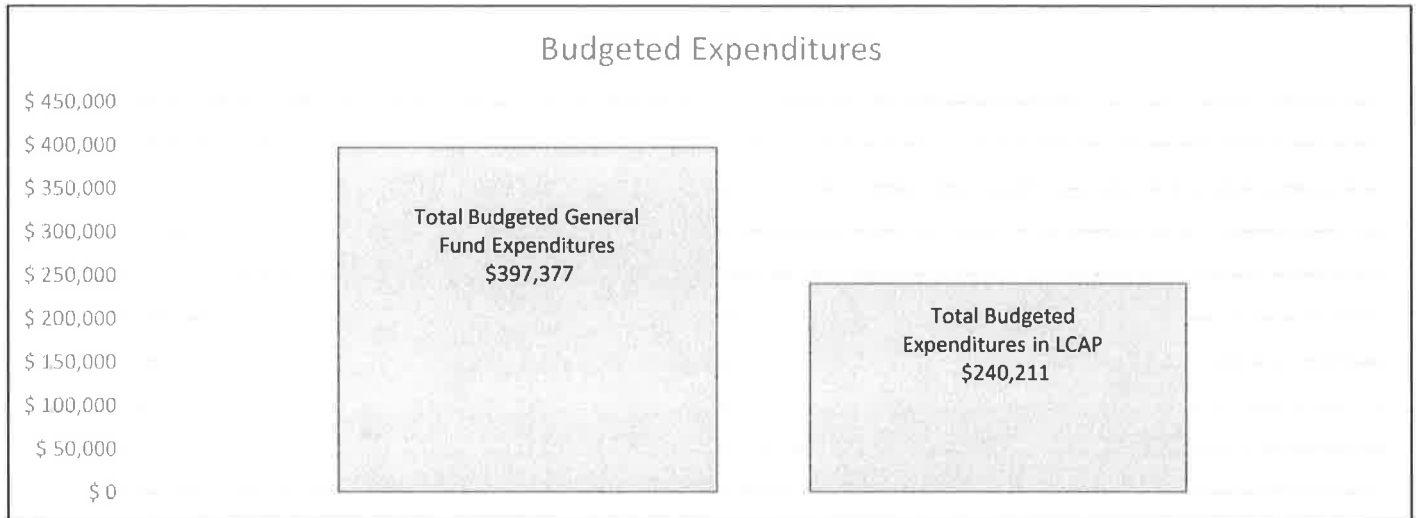 Budgeted Expenditures
$ 450,000
$ 400,000
$ 350,000
$ 300,000
$ 250,000
$ 200,000
$ 150,000
$ 100,000
$ 50,000
$ 0
Total Budgeted General
Fund Expenditures
$397,377
Total Budgeted
Expenditures in LCAP
$240,211